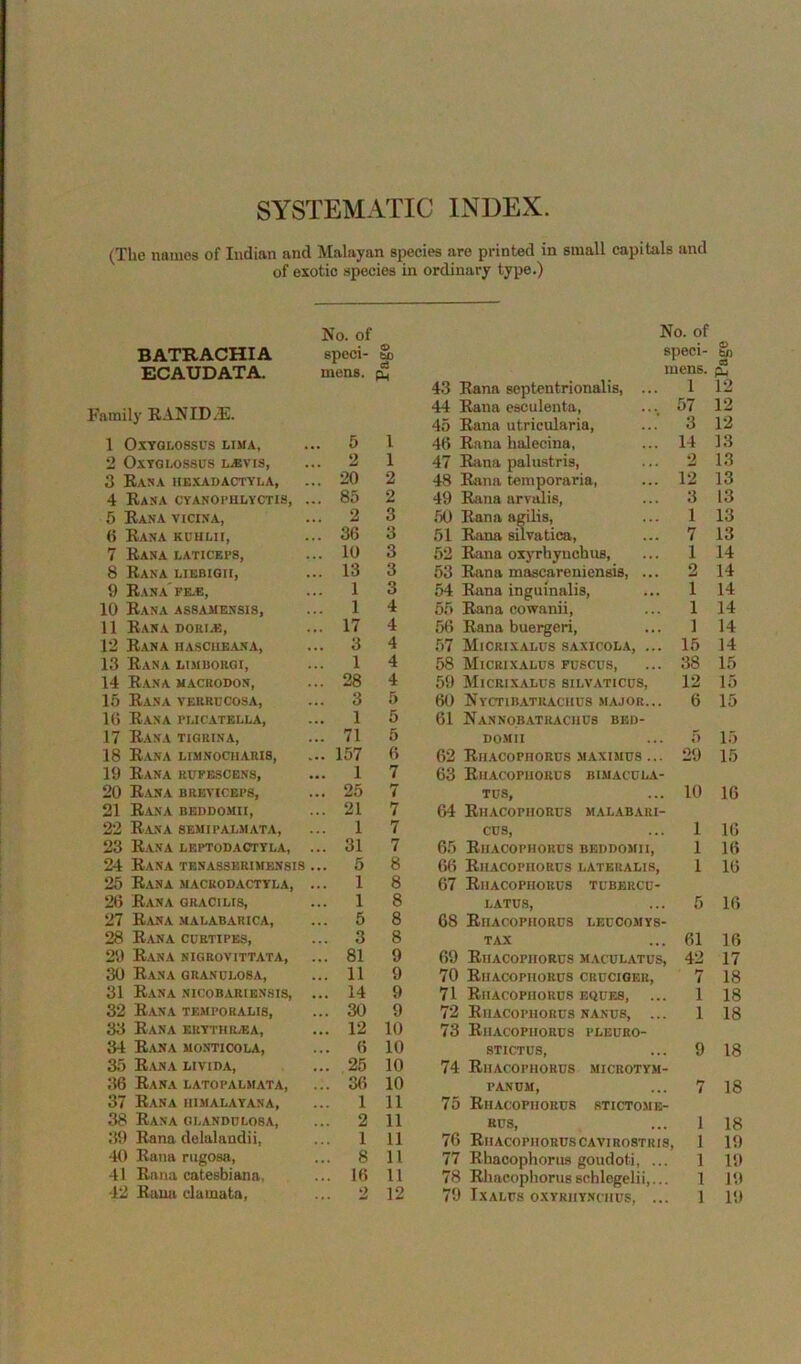 SYSTEMATIC INDEX.
(The names of Indian and Malayan species are printed in small capitals and
of exotic species in ordinary type.)
BATRACHIA
ECAUDATA.
No. of
speci-
mens.
Page
Family RANIDÆ.
1 OXYGLOSSUS LIMA, ... 5 1
2 OXYGLOSSUS LÆVIS, ... 2 1
3 RANA HEXADACTYLA, ... 20 2
4 RANA CYANOPHLYCTIS, ... 85 2
5 RANA VICINA, ... 2 3
6 RANA KUHLII, ... 36 3
7 RANA LATICEPS, ... 10 3
8 RANA LIEBIGII, ... 13 3
9 RANA FEÆ, ... 1 3
10 RANA ASSAMENSIS, ... 1 4
11 RANA DORIÆ, ... 17 4
12 RANA HASCHEANA, ... 3 4
13 RANA LIMBORGI, ... 1 4
14 RANA MACRODON, ... 28 4
15 RANA VERRUCOSA, ... 3 5
16 RANA PLICATELLA, ... 1 5
17 RANA TIGRINA, ... 71 5
18 RANA LIMNOCHARIS, ... 157 6
19 RANA RUFESCENS, ... 1 7
20 RANA BREVICEPS, ... 25 7
21 RANA BEDDOMII, ... 21 7
22 RANA SEMIPALMATA, ... 1 7
23 RANA LEPTODACTYLA, ... 31 7
24 RANA TENASSERIMENSIS ... 5 8
25 RANA MACRODACTYLA, ... 1 8
26 RANA GRACILIS, ... 1 8
27 RANA MALABARICA, ... 5 8
28 RANA CURTIPES, ... 3 8
29 RANA NIGROVITTATA, ... 81 9
30 RANA GRANULOSA, ... 11 9
31 RANA NICOBARIENSIS, ... 14 9
32 RANA TEMPORALIS, ... 30 9
33 RANA ERYTHRÆA, ... 12 10
34 RANA MONTICOLA, ... 6 10
35 RANA LIVIDA, ... 25 10
36 RANA LATOPALMATA, ... 36 10
37 RANA HIMALAYANA, ... 1 11
38 RANA GLANDULOSA, ... 2 11
39 Rana delalandii, ... 1 11
40 Rana rugosa, ... 8 11
41 Rana catesbiana, ... 16 11
42 Rana clamata, ... 2 12
No. of
speci-
mens.
Page
43 Rana septentrionalis, ... 1 12
44 Rana esculenta, ... 57 12
45 Rana utricularia, ... 3 12
46 Rana halecina, ... 14 13
47 Rana palustris, ... 2 13
48 Rana temporaria, ... 12 13
49 Rana arvalis, ... 3 13
50 Rana agilis, ... 1 13
51 Rana silvatica, ... 7 13
52 Rana oxyrhynchus, ... 1 14
53 Rana mascareniensis, ... 2 14
54 Rana inguinalis, ... 1 14
55 Rana cowanii, ... 1 14
56 Rana buergeri, ... 1 14
57 MICRIXALUS SAXICOLA, ... 15 14
58 MICRIXALUS FUSCUS, ... 38 15
59 MICRIXALUS SILVATICUS, 12 15
60 NYCTIBATRACHUS MAJOR... 6 15
61 NANNOBATRACHUS BED-
DOMII ... 5 15
62 RHACOPHORUS MAXIMUS ... 29 15
63 RHACOPHORUS BIMACULA-
TUS, ... 10 16
64 RHACOPHORUS MALABARI-
CUS, ... 1 16
65 RHACOPHORUS BEDDOMII, 1 16
66 RHACOPHORUS LATERALIS, 1 16
67 RHACOPHORUS TUBERCU-
LATUS, ... 5 16
68 RHACOPHORUS LEUCOMYS-
TAX ... 61 16
69 RHACOPHORUS MACULATUS, 42 17
70 RHACOPHORUS CRUCIGER, 7 18
71 RHACOPHORUS EQUES, ... 1 18
72 RHACOPHORUS NANUS, ... 1 18
73 RHACOPHORUS PLEURO-
STICTUS, ... 9 18
74 RHACOPHORUS MICROTYM-
PANUM, ... 7 18
75 RHACOPHORUS STICTOME-
RUS, ... 1 18
76 RHACOPHORUS CAVIROSTRIS, 1 19
77 Rhacophorus goudoti, ... 1 19
78 Rhacophorus schlegelii,... 1 19
79 IXALUS OXYRHYNCHUS, ... 1 19